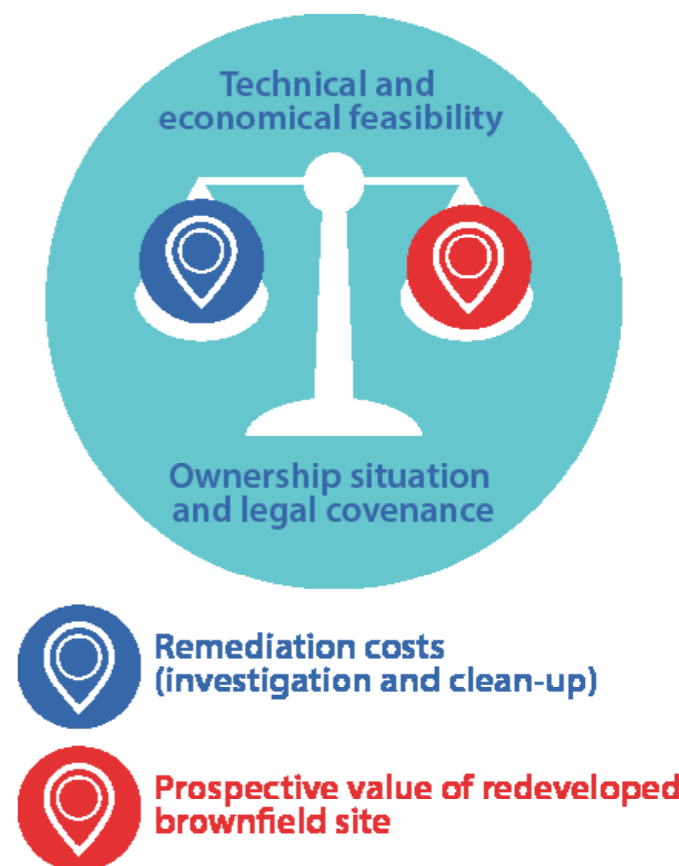 Technical and
economical feasibility
Ownership situation
and legal covenance
Remediation costs
(investigation and clean-up)
Prospective value of redeveloped
brownfield site